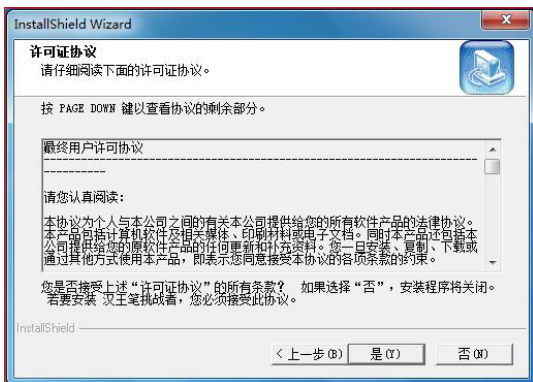 InstallShield Wizard
许可证协议
请仔细阅读下面的许可证协议。
按 PAGE DOWN 键以查看协议的剩余部分。
最终用户许可协议
--------------------------------------------------------------------------
----------
请您认真阅读：
本协议为个人与本公司之间的有关本公司提供给您的所有软件产品的法律协议。
本产品包括计算机软件及相关媒体、印刷材料或电子文档。同时本产品还包括本
公司提供给您的原软件产品的任何更新和补充资料。您一旦安装、复制、下载或
通过其他方式使用本产品，即表示您同意接受本协议的各项条款的约束。
您是否接受上述“许可证协议”的所有条款？ 如果选择“否”，安装程序将关闭。
若要安装 汉王笔挑战者，您必须接受此协议。
InstallShield
< 上一步(B)
是(Y)
否(N)